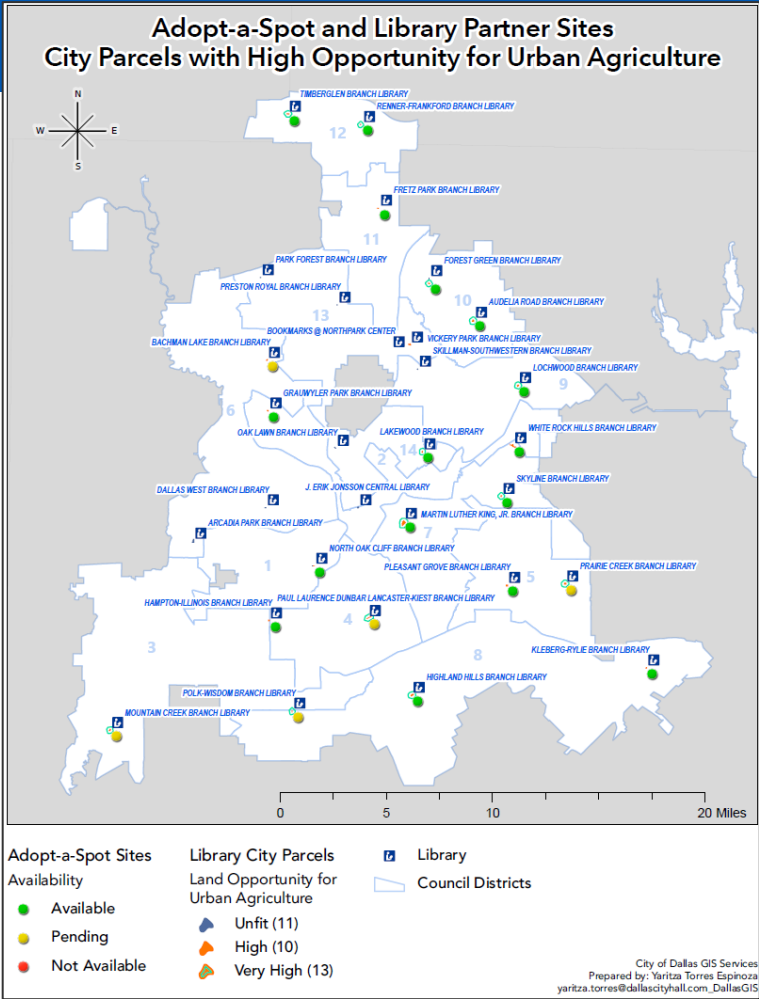 Adopt-a-Spot and Library Partner Sites
City Parcels with High Opportunity for Urban Agriculture
N
W E
S
TIMBERGLEN BRANCH LIBRARY
RENNER-FRANKFORD BRANCH LIBRARY
12
FRETZ PARK BRANCH LIBRARY
11
PARK FOREST BRANCH LIBRARY
FOREST GREEN BRANCH LIBRARY
PRESTON ROYAL BRANCH LIBRARY
10
AUDELIA ROAD BRANCH LIBRARY
13
BOOKMARKS @ NORTHPARK CENTER
VICKERY PARK BRANCH LIBRARY
BACHMAN LAKE BRANCH LIBRARY
SKILLMAN-SOUTHWESTERN BRANCH LIBRARY
LOCHWOOD BRANCH LIBRARY
9
GRAUWYLER PARK BRANCH LIBRARY
6
OAK LAWN BRANCH LIBRARY
LAKEWOOD BRANCH LIBRARY
WHITE ROCK HILLS BRANCH LIBRARY
14
2
SKYLINE BRANCH LIBRARY
DALLAS WEST BRANCH LIBRARY
J. ERIK JONSSON CENTRAL LIBRARY
MARTIN LUTHER KING, JR. BRANCH LIBRARY
ARCADIA PARK BRANCH LIBRARY
7
NORTH OAK CLIFF BRANCH LIBRARY
1
PLEASANT GROVE BRANCH LIBRARY
PRAIRIE CREEK BRANCH LIBRARY
5
HAMPTON-ILLINOIS BRANCH LIBRARY
PAUL LAURENCE DUNBAR LANCASTER-KIEST BRANCH LIBRARY
4
3
8
KLEBERG-RYLIE BRANCH LIBRARY
HIGHLAND HILLS BRANCH LIBRARY
POLK-WISDOM BRANCH LIBRARY
MOUNTAIN CREEK BRANCH LIBRARY
0 5 10 20 Miles
Adopt-a-Spot Sites
Availability
Available
Pending
Not Available
Library City Parcels
Land Opportunity for
Urban Agriculture
Unfit (11)
High (10)
Very High (13)
Library
Council Districts
City of Dallas GIS Services
Prepared by: Yaritza Torres Espinoza
yaritza.torres@dallascityhall.com_DallasGIS